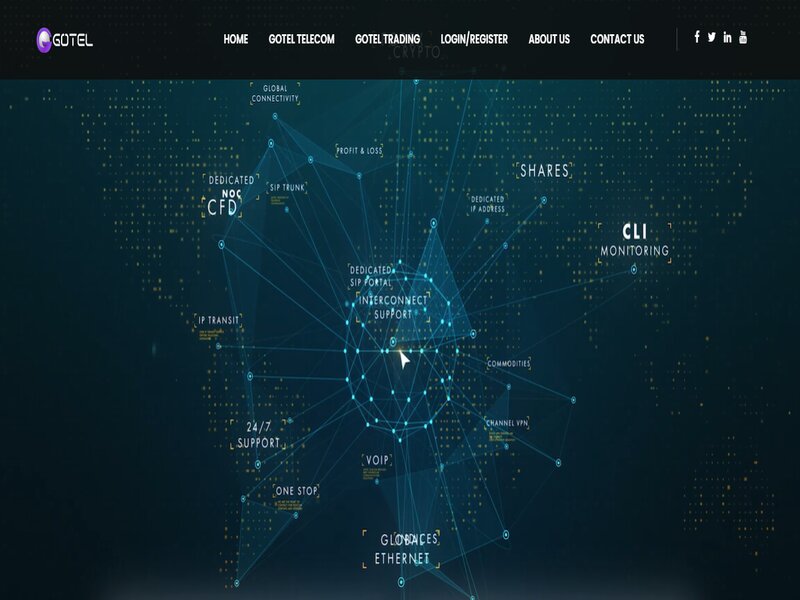 GOTEL
HOME
GOTEL TELECOM
GOTEL TRADING
LOGIN/REGISTER
ABOUT US
CONTACT US
CRYPTO
GLOBAL
CONNECTIVITY
PROFIT & LOSS
SHARES
DEDICATED
NOC
CFD
SIP TRUNK
DEDICATED
IP ADDRESS
CLI
MONITORING
DEDICATED
SIP PORTAL
INTERCONNECT
SUPPORT
IP TRANSIT
COMMODITIES
24/7
SUPPORT
CHANNEL VPN
VOIP
ONE STOP
GLOBAL
INDICES
ETHERNET